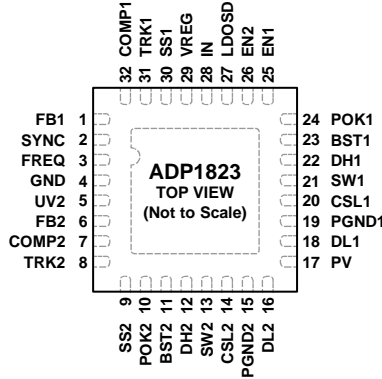 32 COMP1
31 TRK1
30 SS1
29 VREG
28 IN
27 LDOSD
26 EN2
25 EN1
FB1 1
SYNC 2
FREQ 3
GND 4
UV2 5
FB2 6
COMP2 7
TRK2 8
ADP1823
TOP VIEW
(Not to Scale)
24 POK1
23 BST1
22 DH1
21 SW1
20 CSL1
19 PGND1
18 DL1
17 PV
SS2 9
POK2 10
BST2 11
DH2 12
SW2 13
CSL2 14
PGND2 15
DL2 16